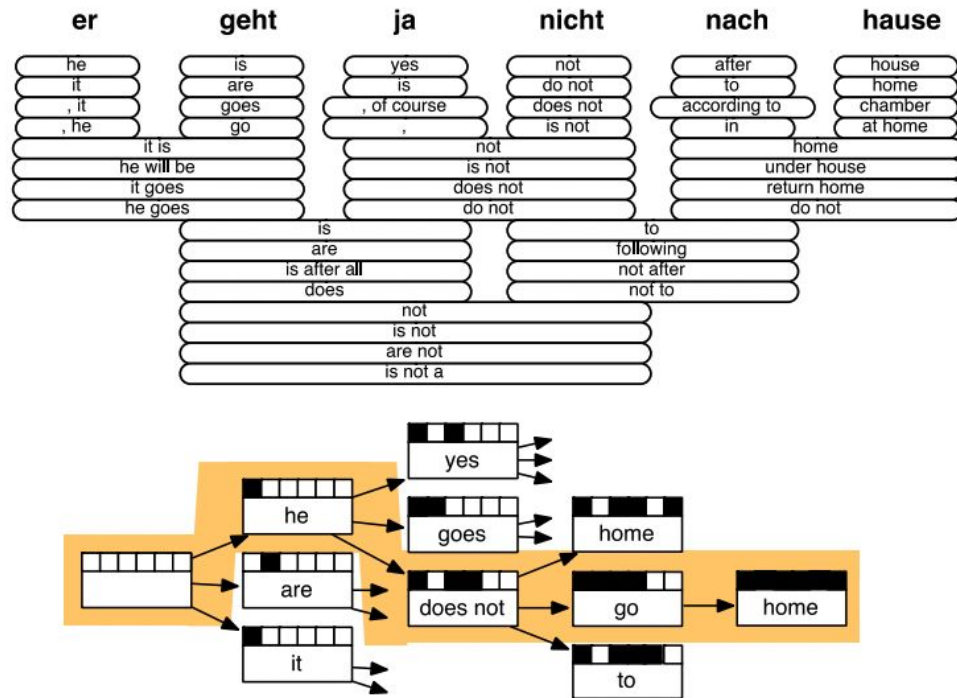 er geht ja nicht nach hause
he is yes not after house
it are is do not to home
, it goes , of course does not according to chamber
, he go , is not in at home
it is not home
he will be is not under house
it goes does not return home
he goes do not do not
is to
are following
is after all not after
does not to
not
is not
are not
is not a
yes
he goes home
are does not go home
it to